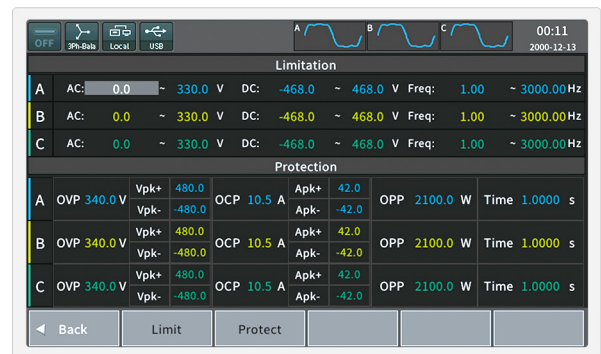 OFF 3Ph-Bala Local USB A B C 00:11
2000-12-13
Limitation
A AC: 0.0 ~ 330.0 V DC: -468.0 ~ 468.0 V Freq: 1.00 ~ 3000.00 Hz
B AC: 0.0 ~ 330.0 V DC: -468.0 ~ 468.0 V Freq: 1.00 ~ 3000.00 Hz
C AC: 0.0 ~ 330.0 V DC: -468.0 ~ 468.0 V Freq: 1.00 ~ 3000.00 Hz
Protection
Vpk+ 480.0 Apk+ 42.0
A OVP 340.0 V OCP 10.5 A OPP 2100.0 W Time 1.0000 s
Vpk- -480.0 Apk- -42.0
Vpk+ 480.0 Apk+ 42.0
B OVP 340.0 V OCP 10.5 A OPP 2100.0 W Time 1.0000 s
Vpk- -480.0 Apk- -42.0
Vpk+ 480.0 Apk+ 42.0
C OVP 340.0 V OCP 10.5 A OPP 2100.0 W Time 1.0000 s
Vpk- -480.0 Apk- -42.0
Back Limit Protect